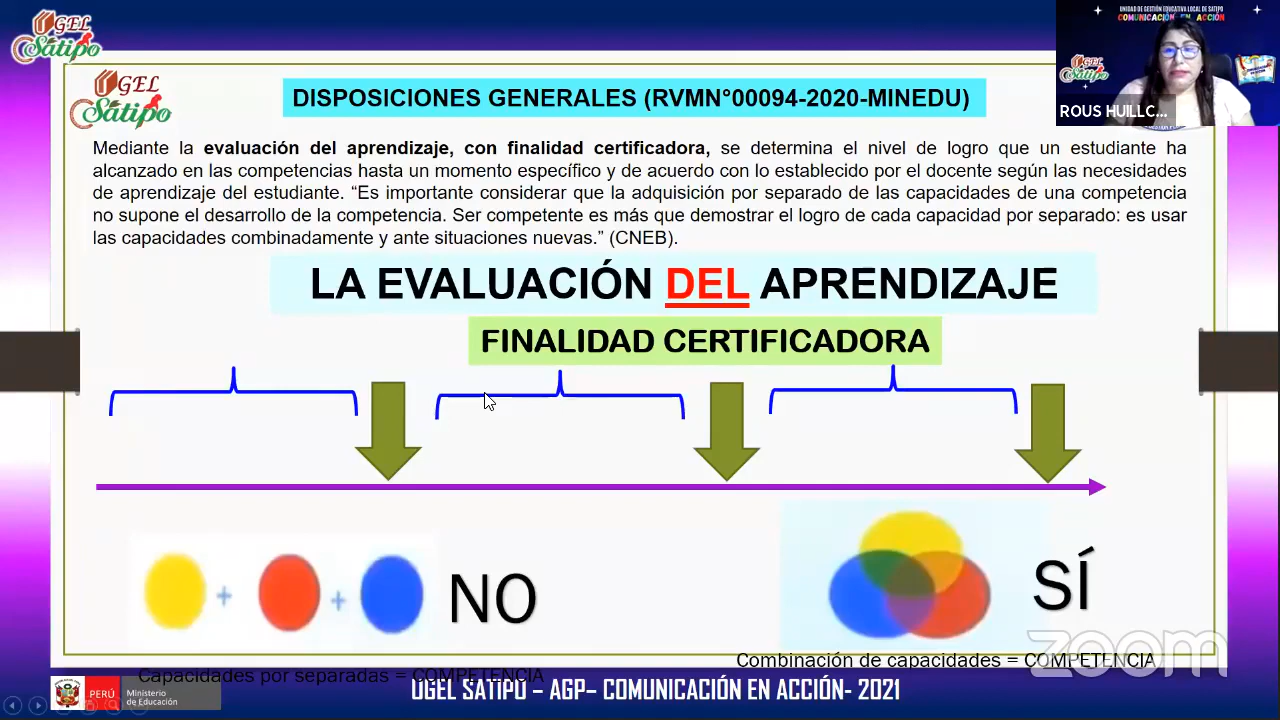 UGEL
Satipo
UNIDAD DE GESTIÓN EDUCATIVA LOCAL DE SATIPO
COMUNICACIÓN EN ACCIÓN
ROUS HUILLC...
UGEL
Satipo
DISPOSICIONES GENERALES (RVMN°00094-2020-MINEDU)
Mediante la evaluación del aprendizaje, con finalidad certificadora, se determina el nivel de logro que un estudiante ha
alcanzado en las competencias hasta un momento específico y de acuerdo con lo establecido por el docente según las necesidades
de aprendizaje del estudiante. “Es importante considerar que la adquisición por separado de las capacidades de una competencia
no supone el desarrollo de la competencia. Ser competente es más que demostrar el logro de cada capacidad por separado: es usar
las capacidades combinadamente y ante situaciones nuevas.” (CNEB).
LA EVALUACIÓN DEL APRENDIZAJE
FINALIDAD CERTIFICADORA
+ + NO
SÍ
zoom
Combinación de capacidades = COMPETENCIA
Capacidades por separadas = COMPETENCIA
PERÚ
Ministerio
de Educación
UGEL SATIPO – AGP– COMUNICACIÓN EN ACCIÓN- 2021